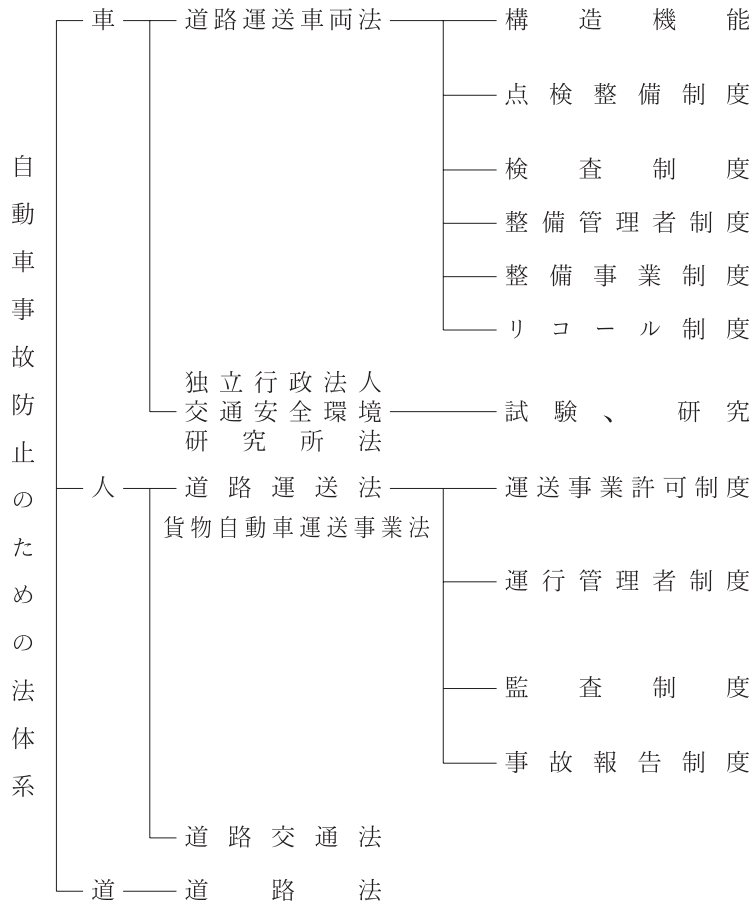 自動車事故防止のための法体系
車
道路運送車両法
構造機能
点検整備制度
検査制度
整備管理者制度
整備事業制度
リコール制度
独立行政法人
交通安全環境
研究所法
試験、研究
人
道路運送法
貨物自動車運送事業法
運送事業許可制度
運行管理者制度
監査制度
事故報告制度
道路交通法
道
道路法